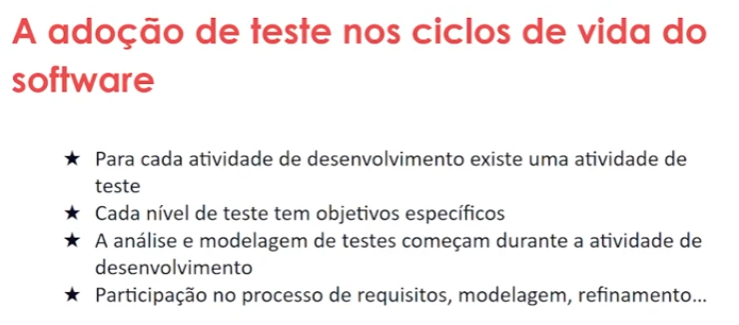 A adoção de teste nos ciclos de vida do
software
★ Para cada atividade de desenvolvimento existe uma atividade de
teste
★ Cada nível de teste tem objetivos específicos
★ A análise e modelagem de testes começam durante a atividade de
desenvolvimento
★ Participação no processo de requisitos, modelagem, refinamento...